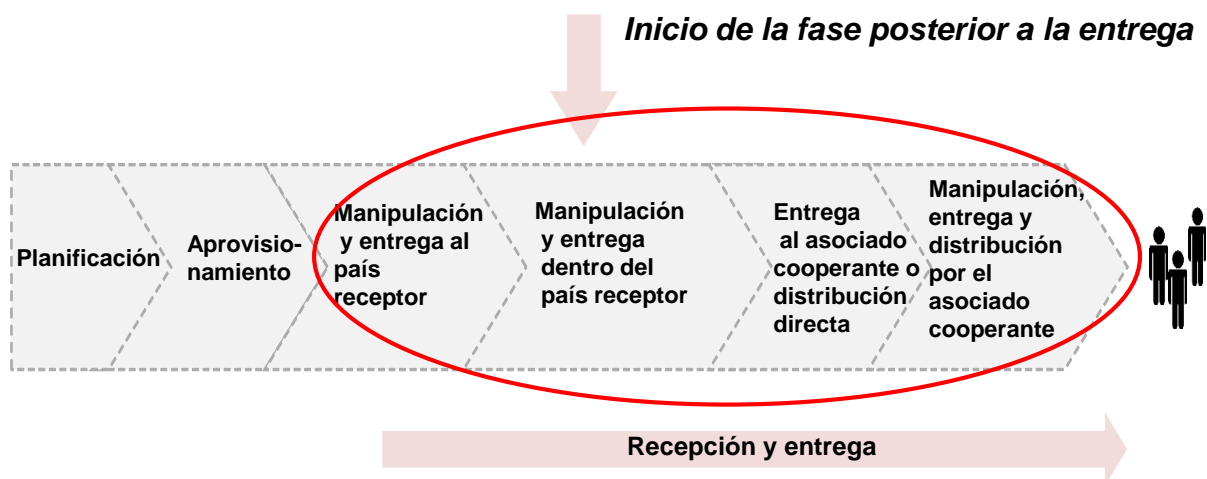 Inicio de la fase posterior a la entrega
Planificación
Aprovisio-
namiento
Manipulación
y entrega al
país
receptor
Manipulación
y entrega
dentro del
país receptor
Entrega
al asociado
cooperante o
distribución
directa
Manipulación,
entrega y
distribución
por el
asociado
cooperante
Recepción y entrega